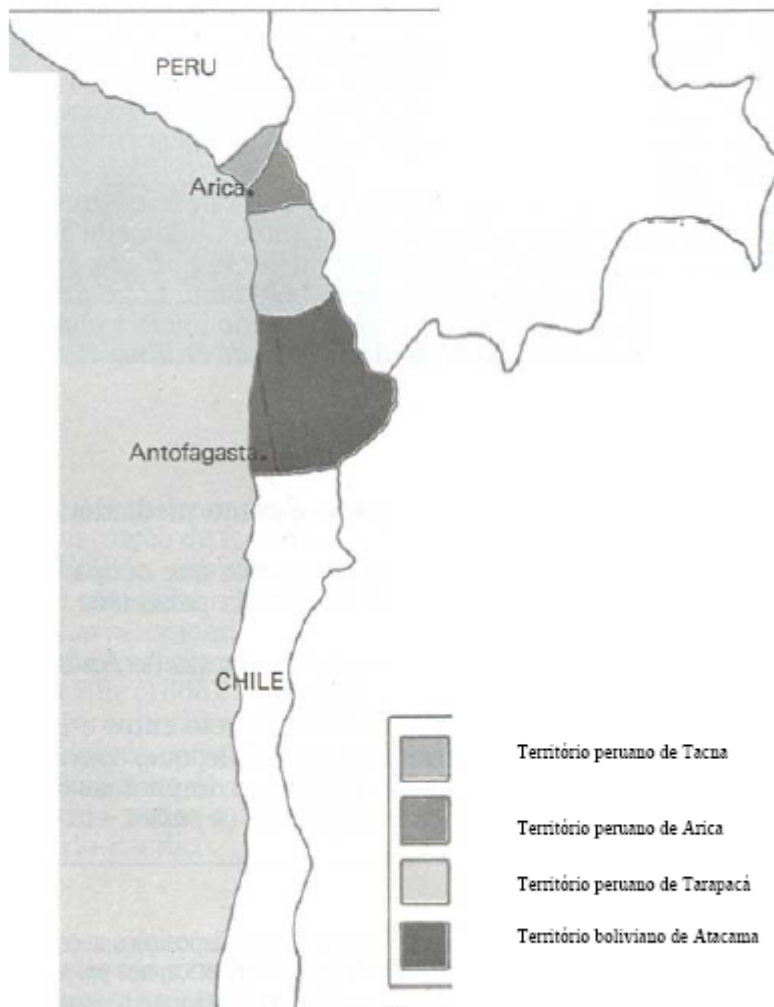 PERU
Arica
Antofagasta
CHILE
Território peruano de Tacna
Território peruano de Arica
Território peruano de Tarapacá
Território boliviano de Atacama